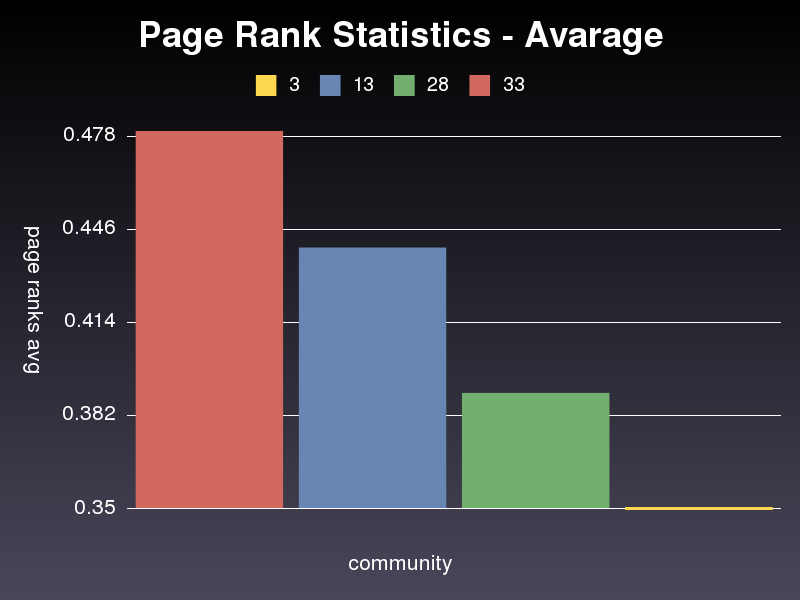 Page Rank Statistics - Avarage
3 13 28 33
0.478
0.446
0.414
0.382
0.35
page ranks avg
community